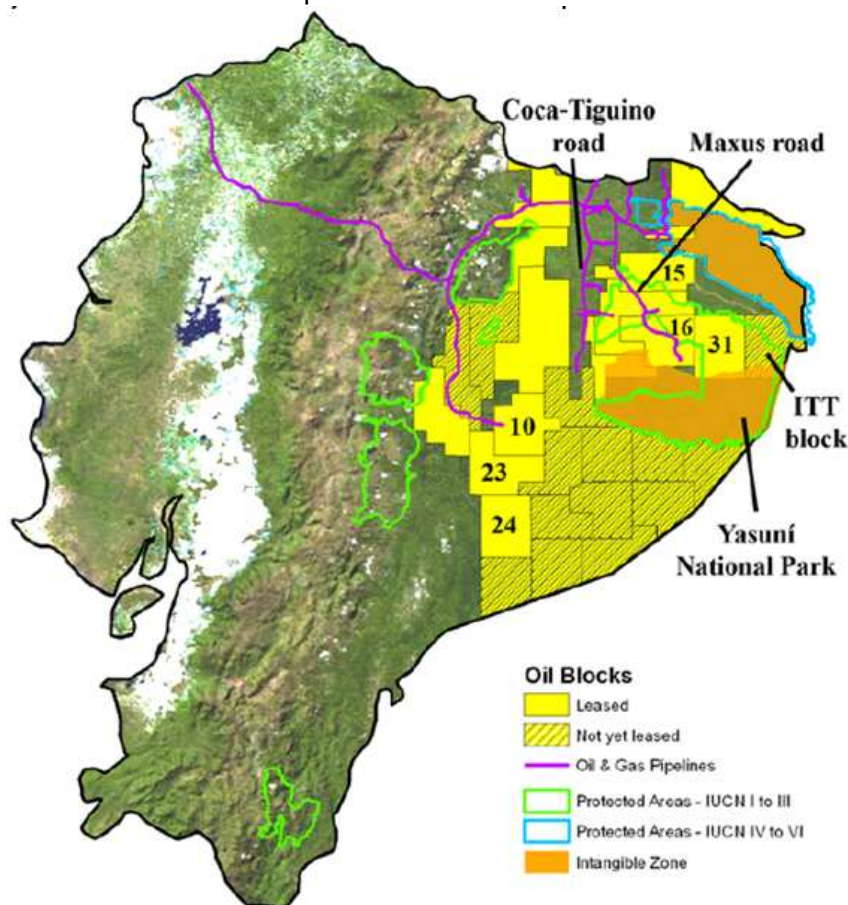 Coca-Tiguino
road
Maxus road
15
16
31
ITT
block
10
23
24
Yasuní
National Park
Oil Blocks
Leased
Not yet leased
Oil & Gas Pipelines
Protected Areas - IUCN I to III
Protected Areas - IUCN IV to VI
Intangible Zone